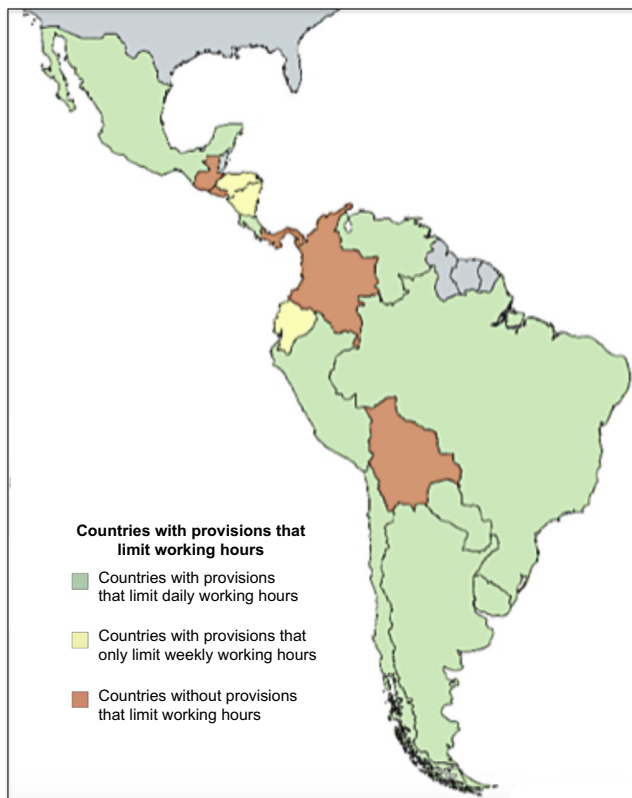 Countries with provisions that
limit working hours
Countries with provisions
that limit daily working hours
Countries with provisions that
only limit weekly working hours
Countries without provisions
that limit working hours